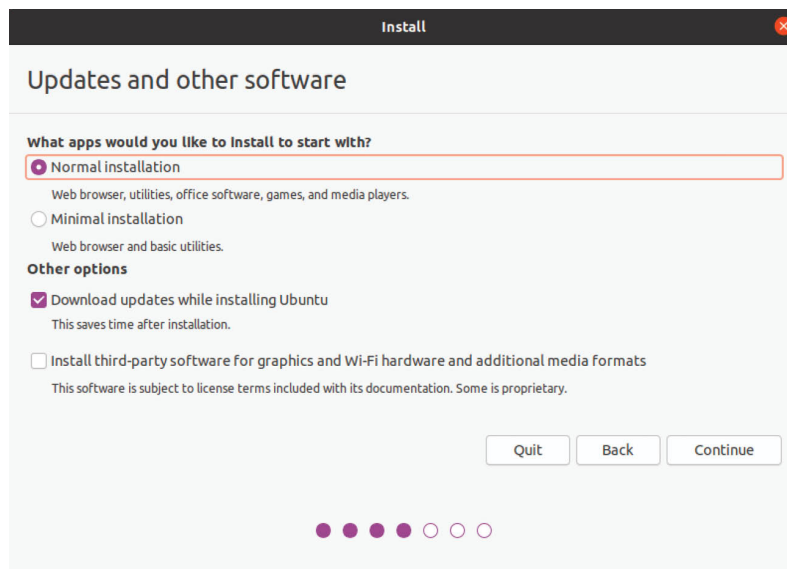 Install
Updates and other software
What apps would you like to install to start with?
Normal installation
Web browser, utilities, office software, games, and media players.
Minimal installation
Web browser and basic utilities.
Other options
Download updates while installing Ubuntu
This saves time after installation.
Install third-party software for graphics and Wi-Fi hardware and additional media formats
This software is subject to license terms included with its documentation. Some is proprietary.
Quit Back Continue